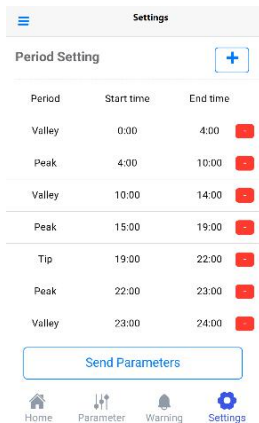 Settings
Period Setting +
Period Start time End time
Valley 0:00 4:00 -
Peak 4:00 10:00 -
Valley 10:00 14:00 -
Peak 15:00 19:00 -
Tip 19:00 22:00 -
Peak 22:00 23:00 -
Valley 23:00 24:00 -
Send Parameters
Home Parameter Warning Settings